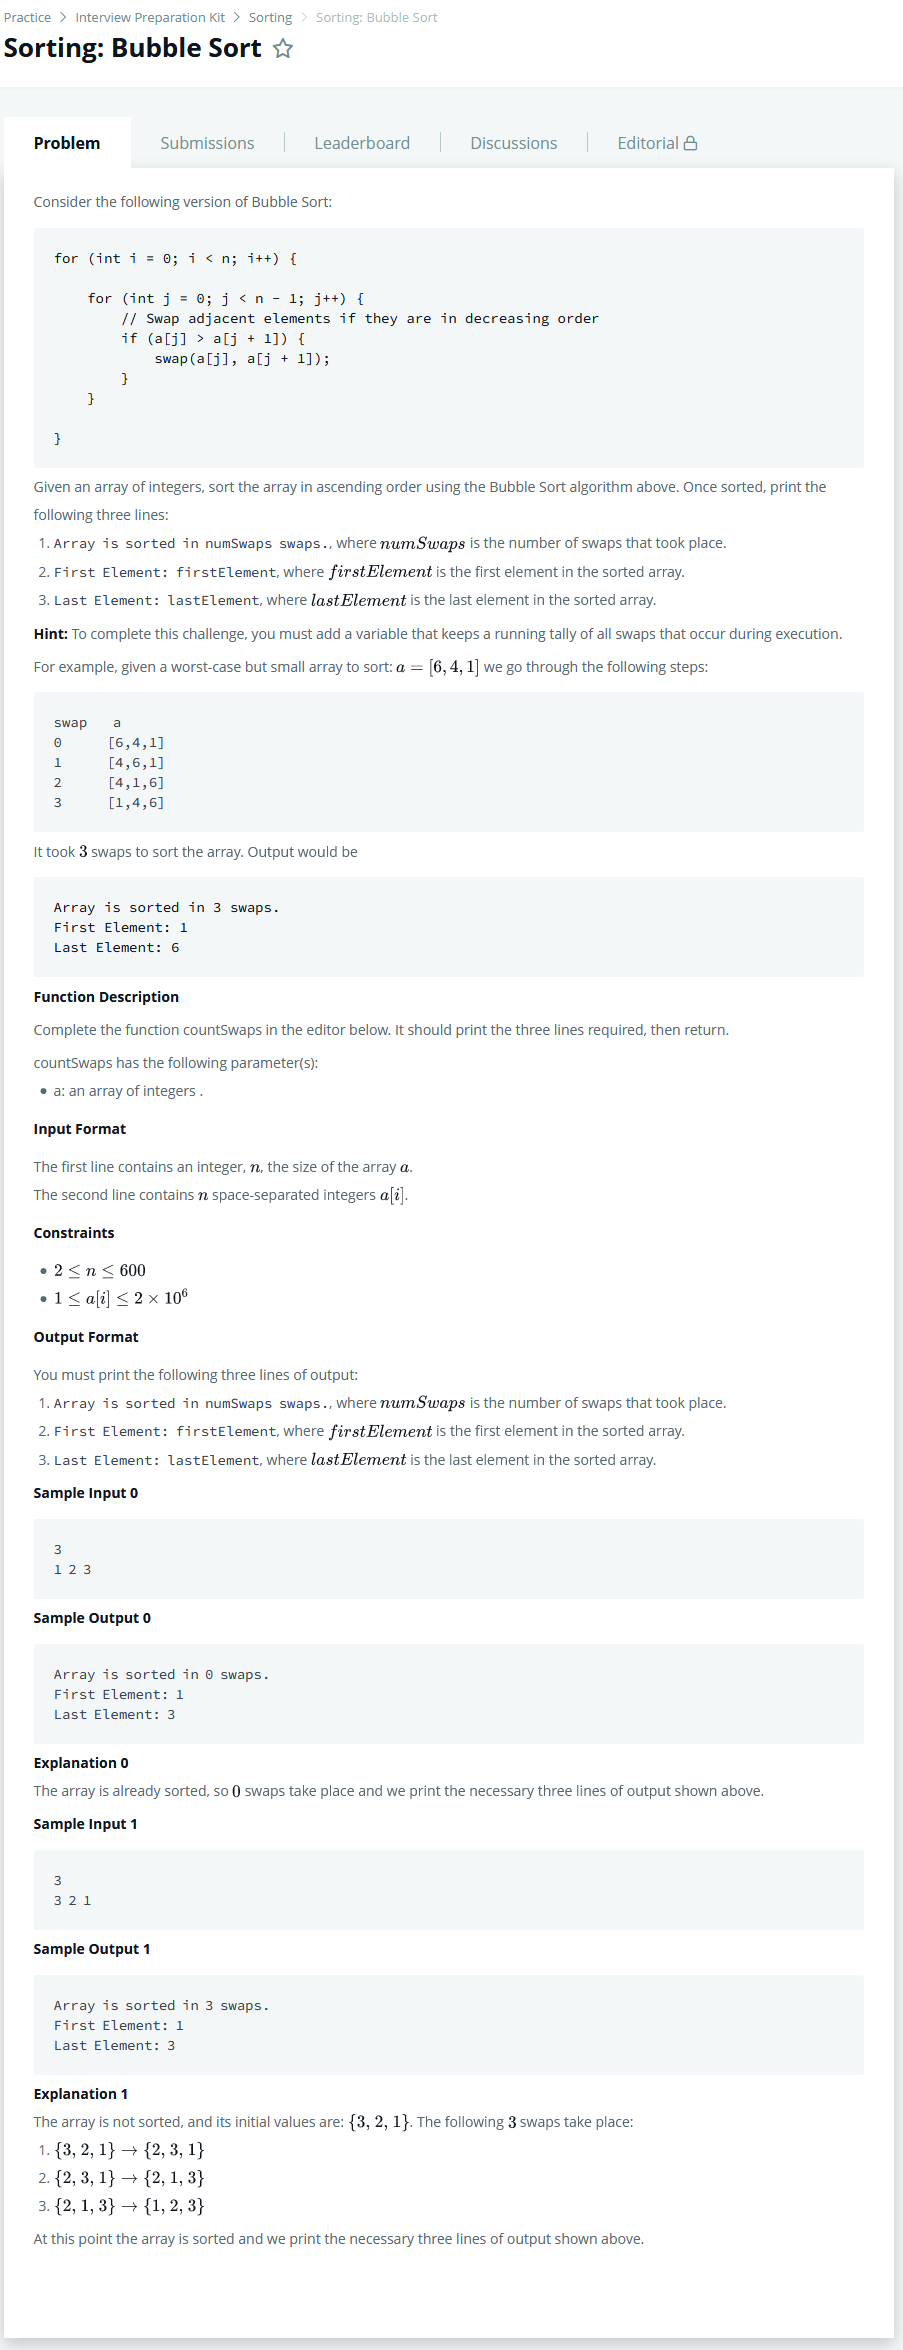 Practice > Interview Preparation Kit > Sorting > Sorting: Bubble Sort
Sorting: Bubble Sort
Problem
Submissions
Leaderboard
Discussions
Editorial
Consider the following version of Bubble Sort:
for (int i = 0; i < n; i++) {
for (int j = 0; j < n - 1; j++) {
// Swap adjacent elements if they are in decreasing order
if (a[j] > a[j + 1]) {
swap(a[j], a[j + 1]);
}
}
}
Given an array of integers, sort the array in ascending order using the Bubble Sort algorithm above. Once sorted, print the
following three lines:
1. Array is sorted in numSwaps swaps., where numSwaps is the number of swaps that took place.
2. First Element: firstElement, where firstElement is the first element in the sorted array.
3. Last Element: lastElement, where lastElement is the last element in the sorted array.
Hint: To complete this challenge, you must add a variable that keeps a running tally of all swaps that occur during execution.
For example, given a worst-case but small array to sort: a = [6, 4, 1] we go through the following steps:
swap a
0 [6,4,1]
1 [4,6,1]
2 [4,1,6]
3 [1,4,6]
It took 3 swaps to sort the array. Output would be
Array is sorted in 3 swaps.
First Element: 1
Last Element: 6
Function Description
Complete the function countSwaps in the editor below. It should print the three lines required, then return.
countSwaps has the following parameter(s):
• a: an array of integers .
Input Format
The first line contains an integer, n, the size of the array a.
The second line contains n space-separated integers a[i].
Constraints
• 2 ≤ n ≤ 600
• 1 ≤ a[i] ≤ 2 × 10⁶
Output Format
You must print the following three lines of output:
1. Array is sorted in numSwaps swaps., where numSwaps is the number of swaps that took place.
2. First Element: firstElement, where firstElement is the first element in the sorted array.
3. Last Element: lastElement, where lastElement is the last element in the sorted array.
Sample Input 0
3
1 2 3
Sample Output 0
Array is sorted in 0 swaps.
First Element: 1
Last Element: 3
Explanation 0
The array is already sorted, so 0 swaps take place and we print the necessary three lines of output shown above.
Sample Input 1
3
3 2 1
Sample Output 1
Array is sorted in 3 swaps.
First Element: 1
Last Element: 3
Explanation 1
The array is not sorted, and its initial values are: {3, 2, 1}. The following 3 swaps take place:
1. {3, 2, 1} → {2, 3, 1}
2. {2, 3, 1} → {2, 1, 3}
3. {2, 1, 3} → {1, 2, 3}
At this point the array is sorted and we print the necessary three lines of output shown above.